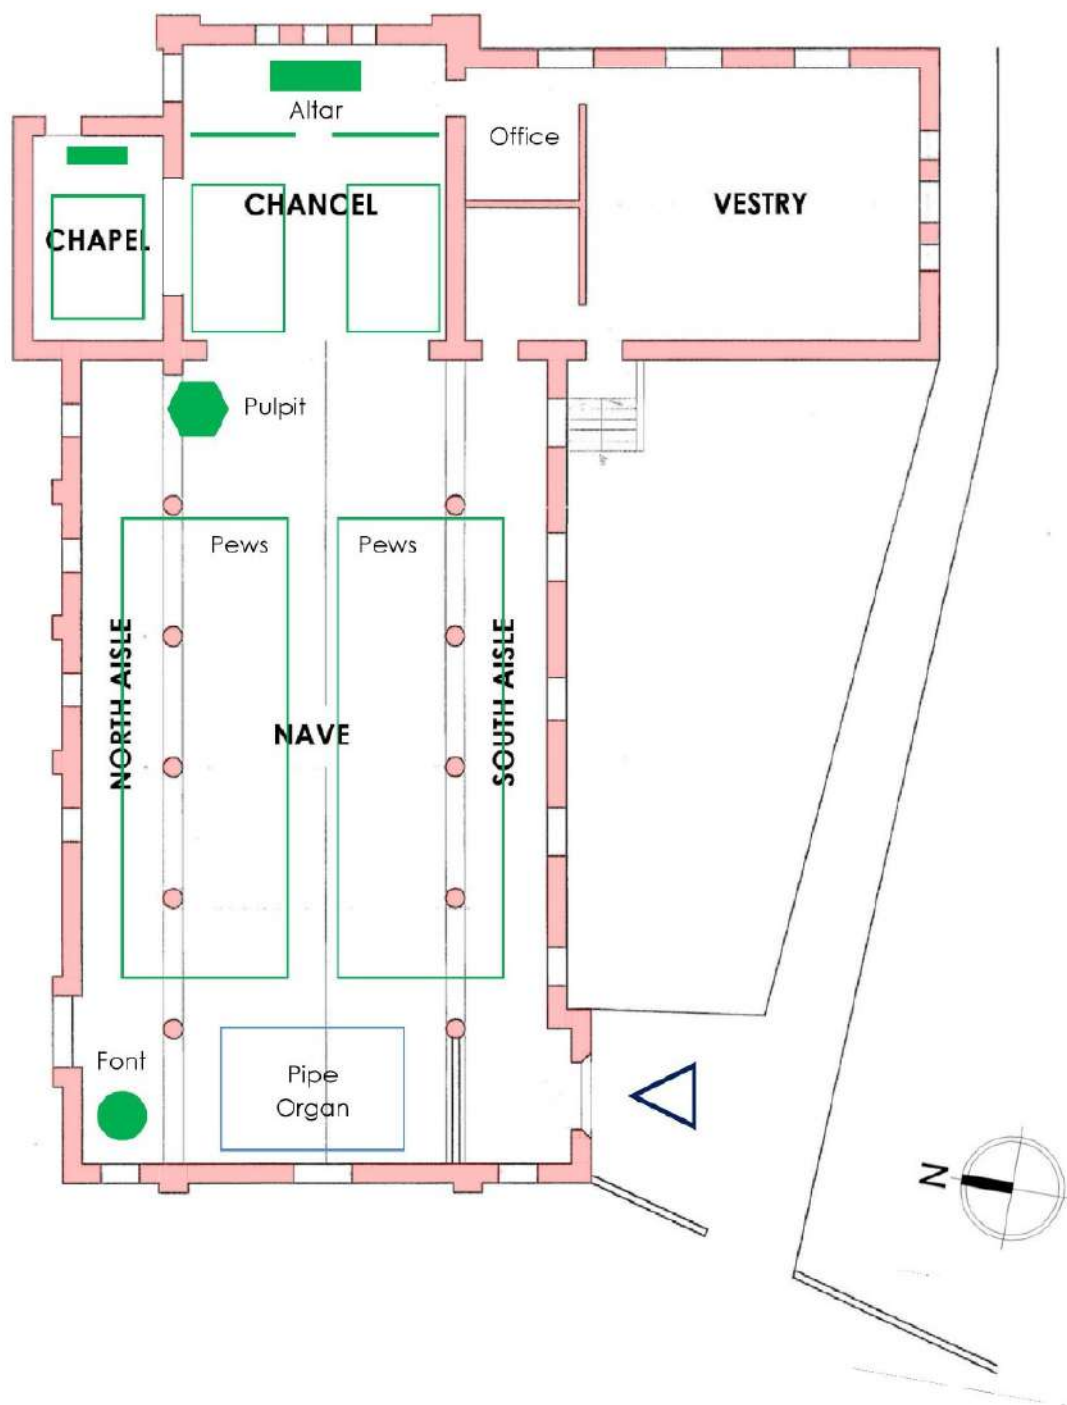 Altar
Office
CHANCEL
VESTRY
CHAPEL
Pulpit
Pews
Pews
NORTH AISLE
SOUTH AISLE
NAVE
Font
Pipe
Organ
N